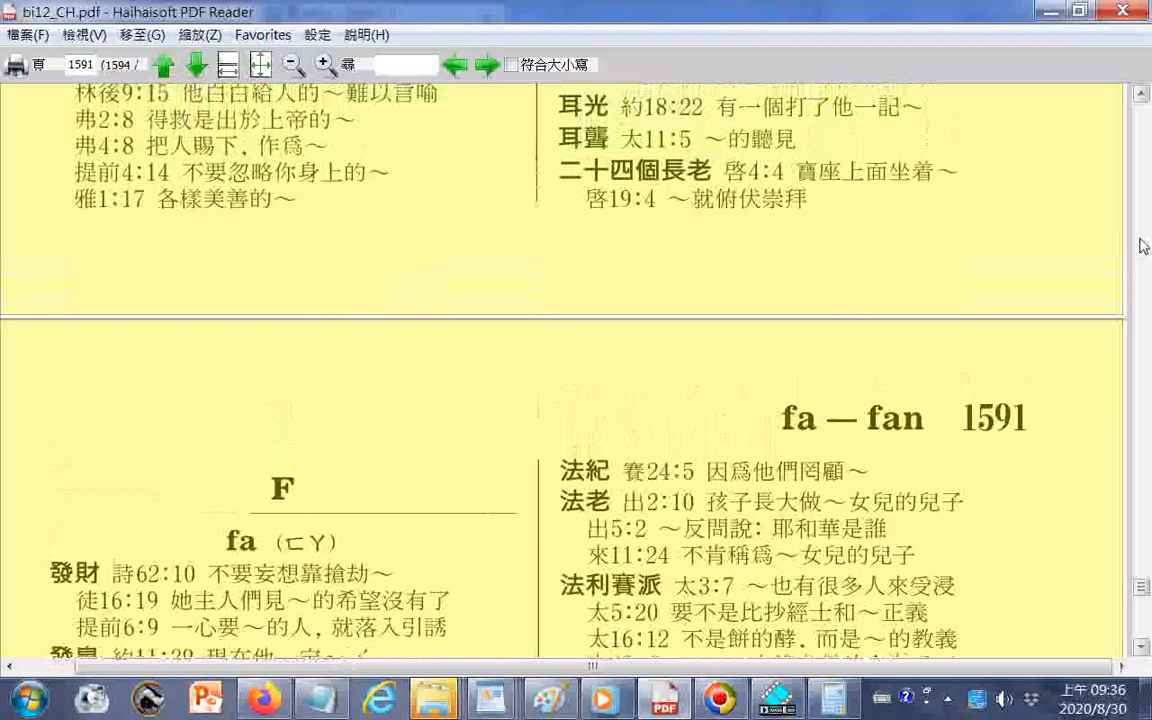 bi12_CH.pdf - Haihaisoft PDF Reader
檔案(F) 檢視(V) 移至(G) 縮放(Z) Favorites 設定 說明(H)
頁 1591 (1594 / 尋 符合大小寫
林後9:15 他白白給人的～難以言喻
弗2:8 得救是出於上帝的～
弗4:8 把人賜下，作爲～
提前4:14 不要忽略你身上的～
雅1:17 各樣美善的～
耳光 約18:22 有一個打了他一記～
耳聾 太11:5 ～的聽見
二十四個長老 啓4:4 寶座上面坐着～
啓19:4 ～就俯伏崇拜
fa — fan 1591
F
fa (ㄈㄚ)
發財 詩62:10 不要妄想靠搶劫～
徒16:19 她主人們見～的希望沒有了
提前6:9 一心要～的人，就落入引誘
法紀 賽24:5 因爲他們罔顧～
法老 出2:10 孩子長大做～女兒的兒子
出5:2 ～反問說：耶和華是誰
來11:24 不肯稱爲～女兒的兒子
法利賽派 太3:7 ～也有很多人來受浸
太5:20 要不是比抄經士和～正義
太16:12 不是餅的酵，而是～的教義
上午 09:36
2020/8/30